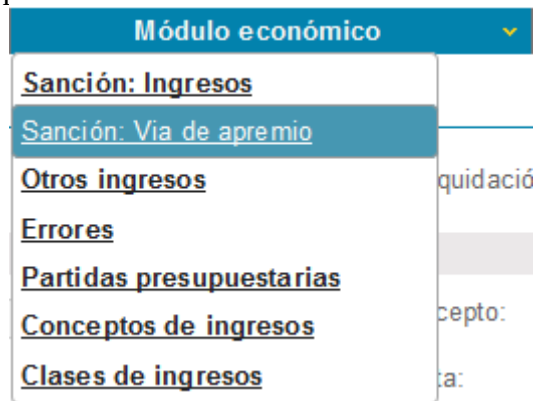 Módulo económico
Sanción: Ingresos
Sanción: Via de apremio
Otros ingresos
quidació
Errores
Partidas presupuestarias
Conceptos de ingresos
cepto:
Clases de ingresos
ta: